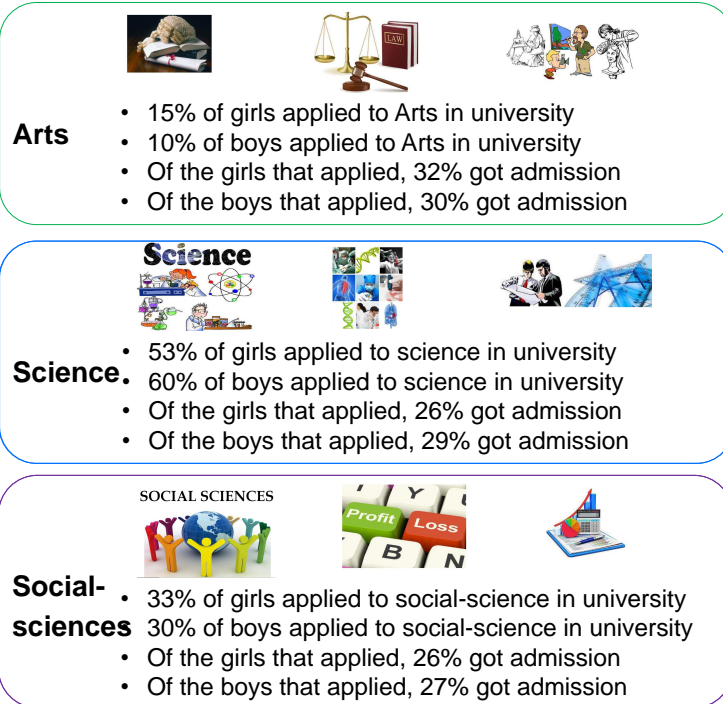 LAW
Arts
• 15% of girls applied to Arts in university
• 10% of boys applied to Arts in university
• Of the girls that applied, 32% got admission
• Of the boys that applied, 30% got admission
Science
Science
• 53% of girls applied to science in university
• 60% of boys applied to science in university
• Of the girls that applied, 26% got admission
• Of the boys that applied, 29% got admission
SOCIAL SCIENCES
Y U
Profit Loss
B N
Social-
sciences
• 33% of girls applied to social-science in university
• 30% of boys applied to social-science in university
• Of the girls that applied, 26% got admission
• Of the boys that applied, 27% got admission